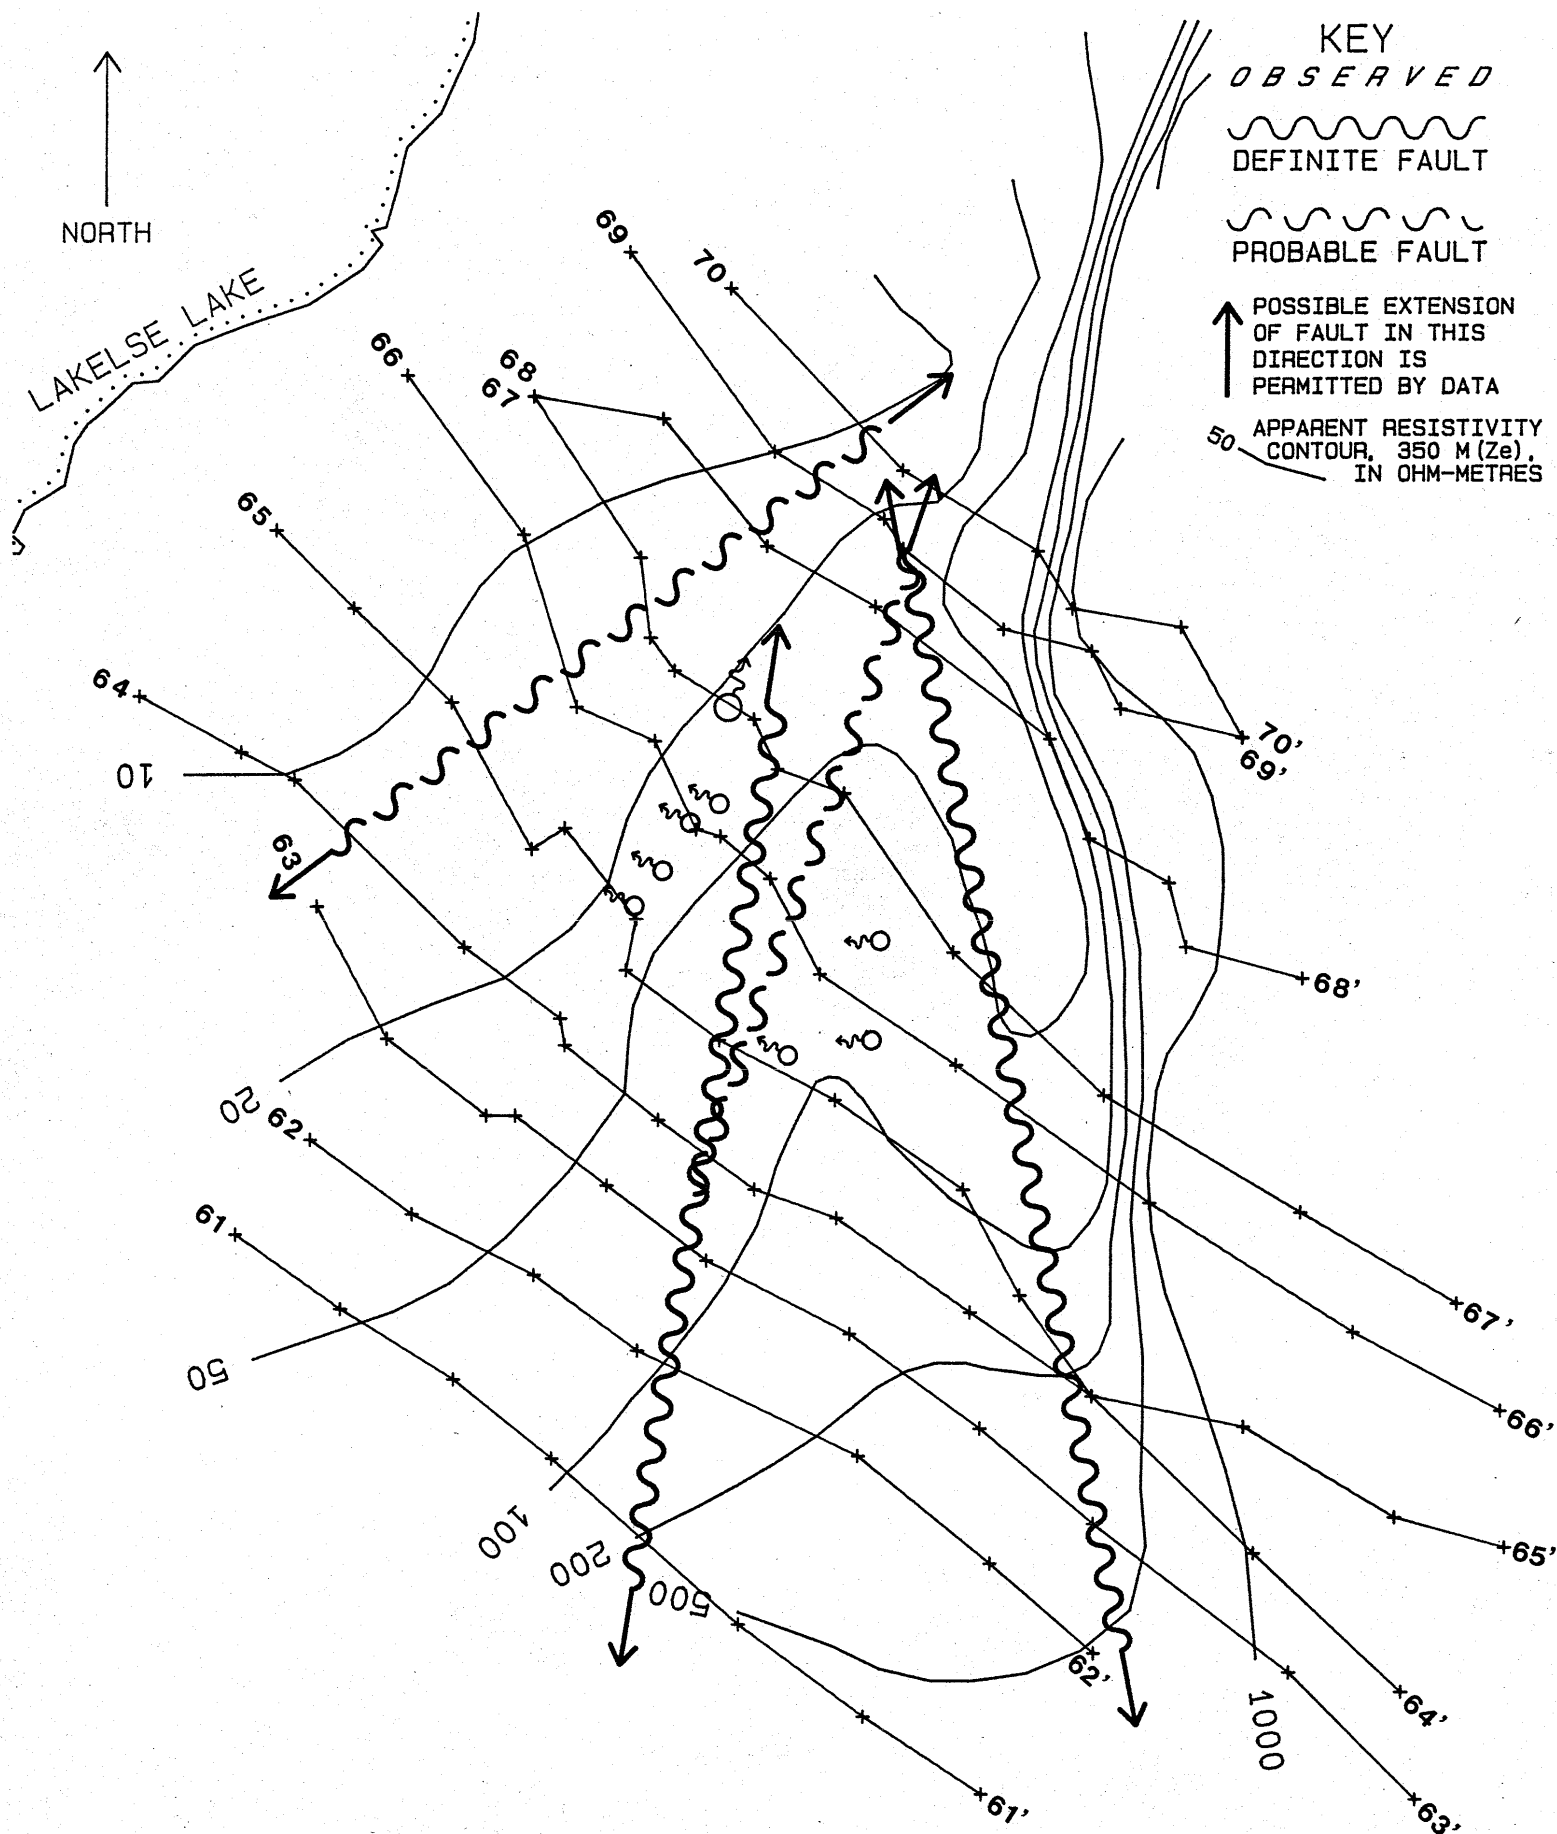 KEY
OBSERVED
DEFINITE FAULT
PROBABLE FAULT
POSSIBLE EXTENSION
OF FAULT IN THIS
DIRECTION IS
PERMITTED BY DATA
50 APPARENT RESISTIVITY
CONTOUR, 350 M (Ze),
IN OHM-METRES
NORTH
LAKELSE LAKE
69
70
66
68
67
65
64
10
63
20
62
61
50
100
200
500
1000
70'
69'
68'
67'
66'
65'
64'
63'
62'
61'